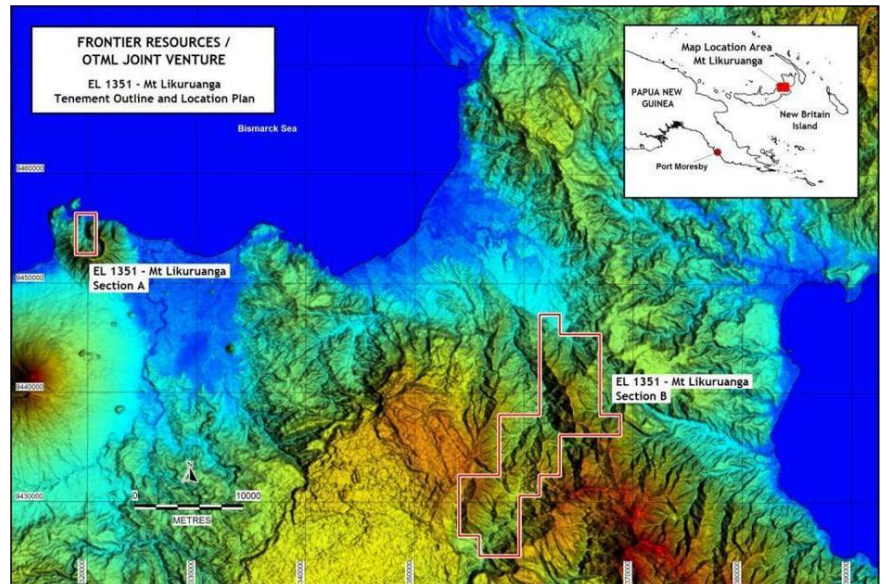 FRONTIER RESOURCES /
OTML JOINT VENTURE
EL 1351 - Mt Likuruanga
Tenement Outline and Location Plan
Bismarck Sea
Map Location Area
Mt Likuruanga
PAPUA NEW
GUINEA
New Britain
Island
Port Moresby
9460000
EL 1351 - Mt Likuruanga
Section A
9450000
EL 1351 - Mt Likuruanga
Section B
9440000
N
0 10000
METRES
9430000